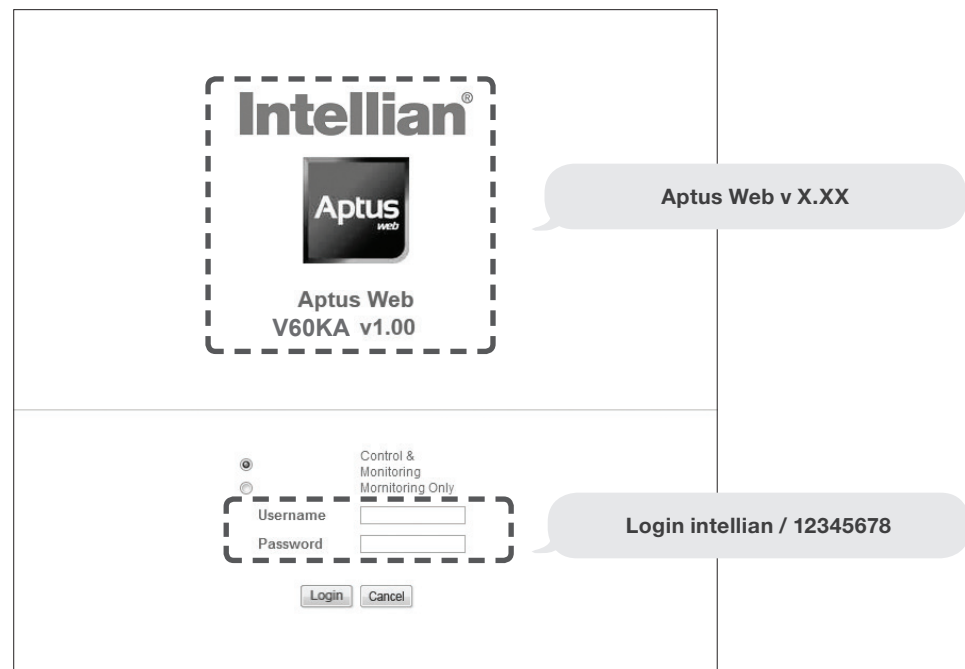 Intellian®
Aptus
web
Aptus Web
V60KA v1.00
Aptus Web v X.XX
Control &
Monitoring
Mornitoring Only
Username
Password
Login intellian / 12345678
Login Cancel